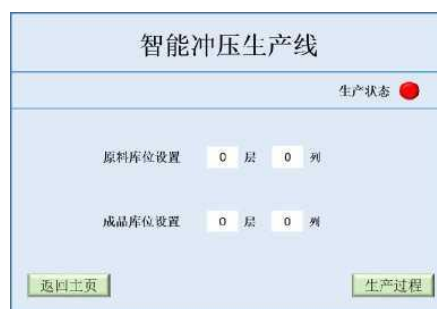 智能冲压生产线
生产状态
原料库位设置 0 层 0 列
成品库位设置 0 层 0 列
返回主页 生产过程